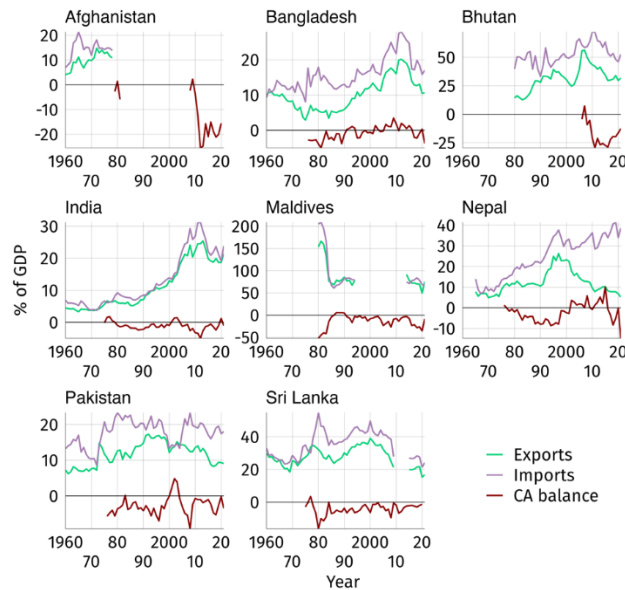 Afghanistan
20
10
0
-10
-20
1960 80 2000 20
70 90 10
Bangladesh
20
10
0
1960 80 2000 20
70 90 10
Bhutan
50
25
0
-25
1960 80 2000 20
70 90 10
India
30
20
10
0
1960 80 2000 20
70 90 10
Maldives
200
150
100
50
0
-50
1960 80 2000 20
70 90 10
Nepal
40
30
20
10
0
-10
1960 80 2000 20
70 90 10
% of GDP
Pakistan
20
10
0
1960 80 2000 20
70 90 10
Sri Lanka
40
20
0
1960 80 2000 20
70 90 10
Exports
Imports
CA balance
Year